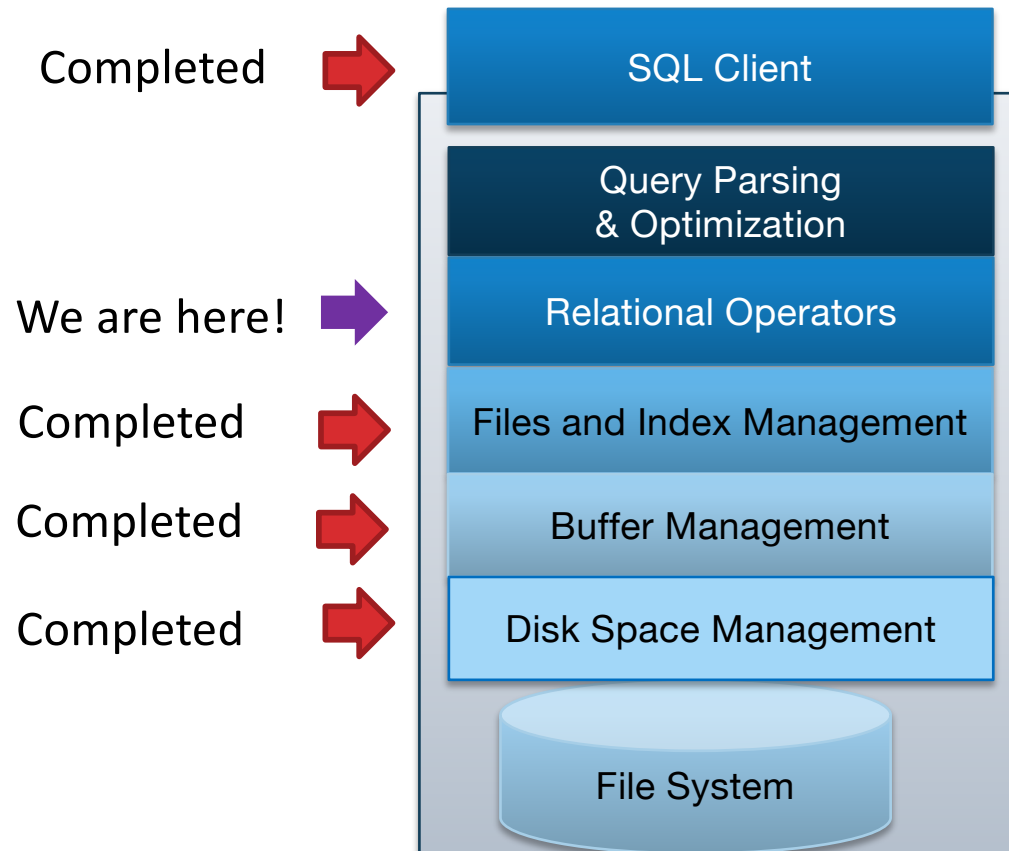 Completed
SQL Client
Query Parsing
& Optimization
We are here!
Relational Operators
Completed
Files and Index Management
Completed
Buffer Management
Completed
Disk Space Management
File System